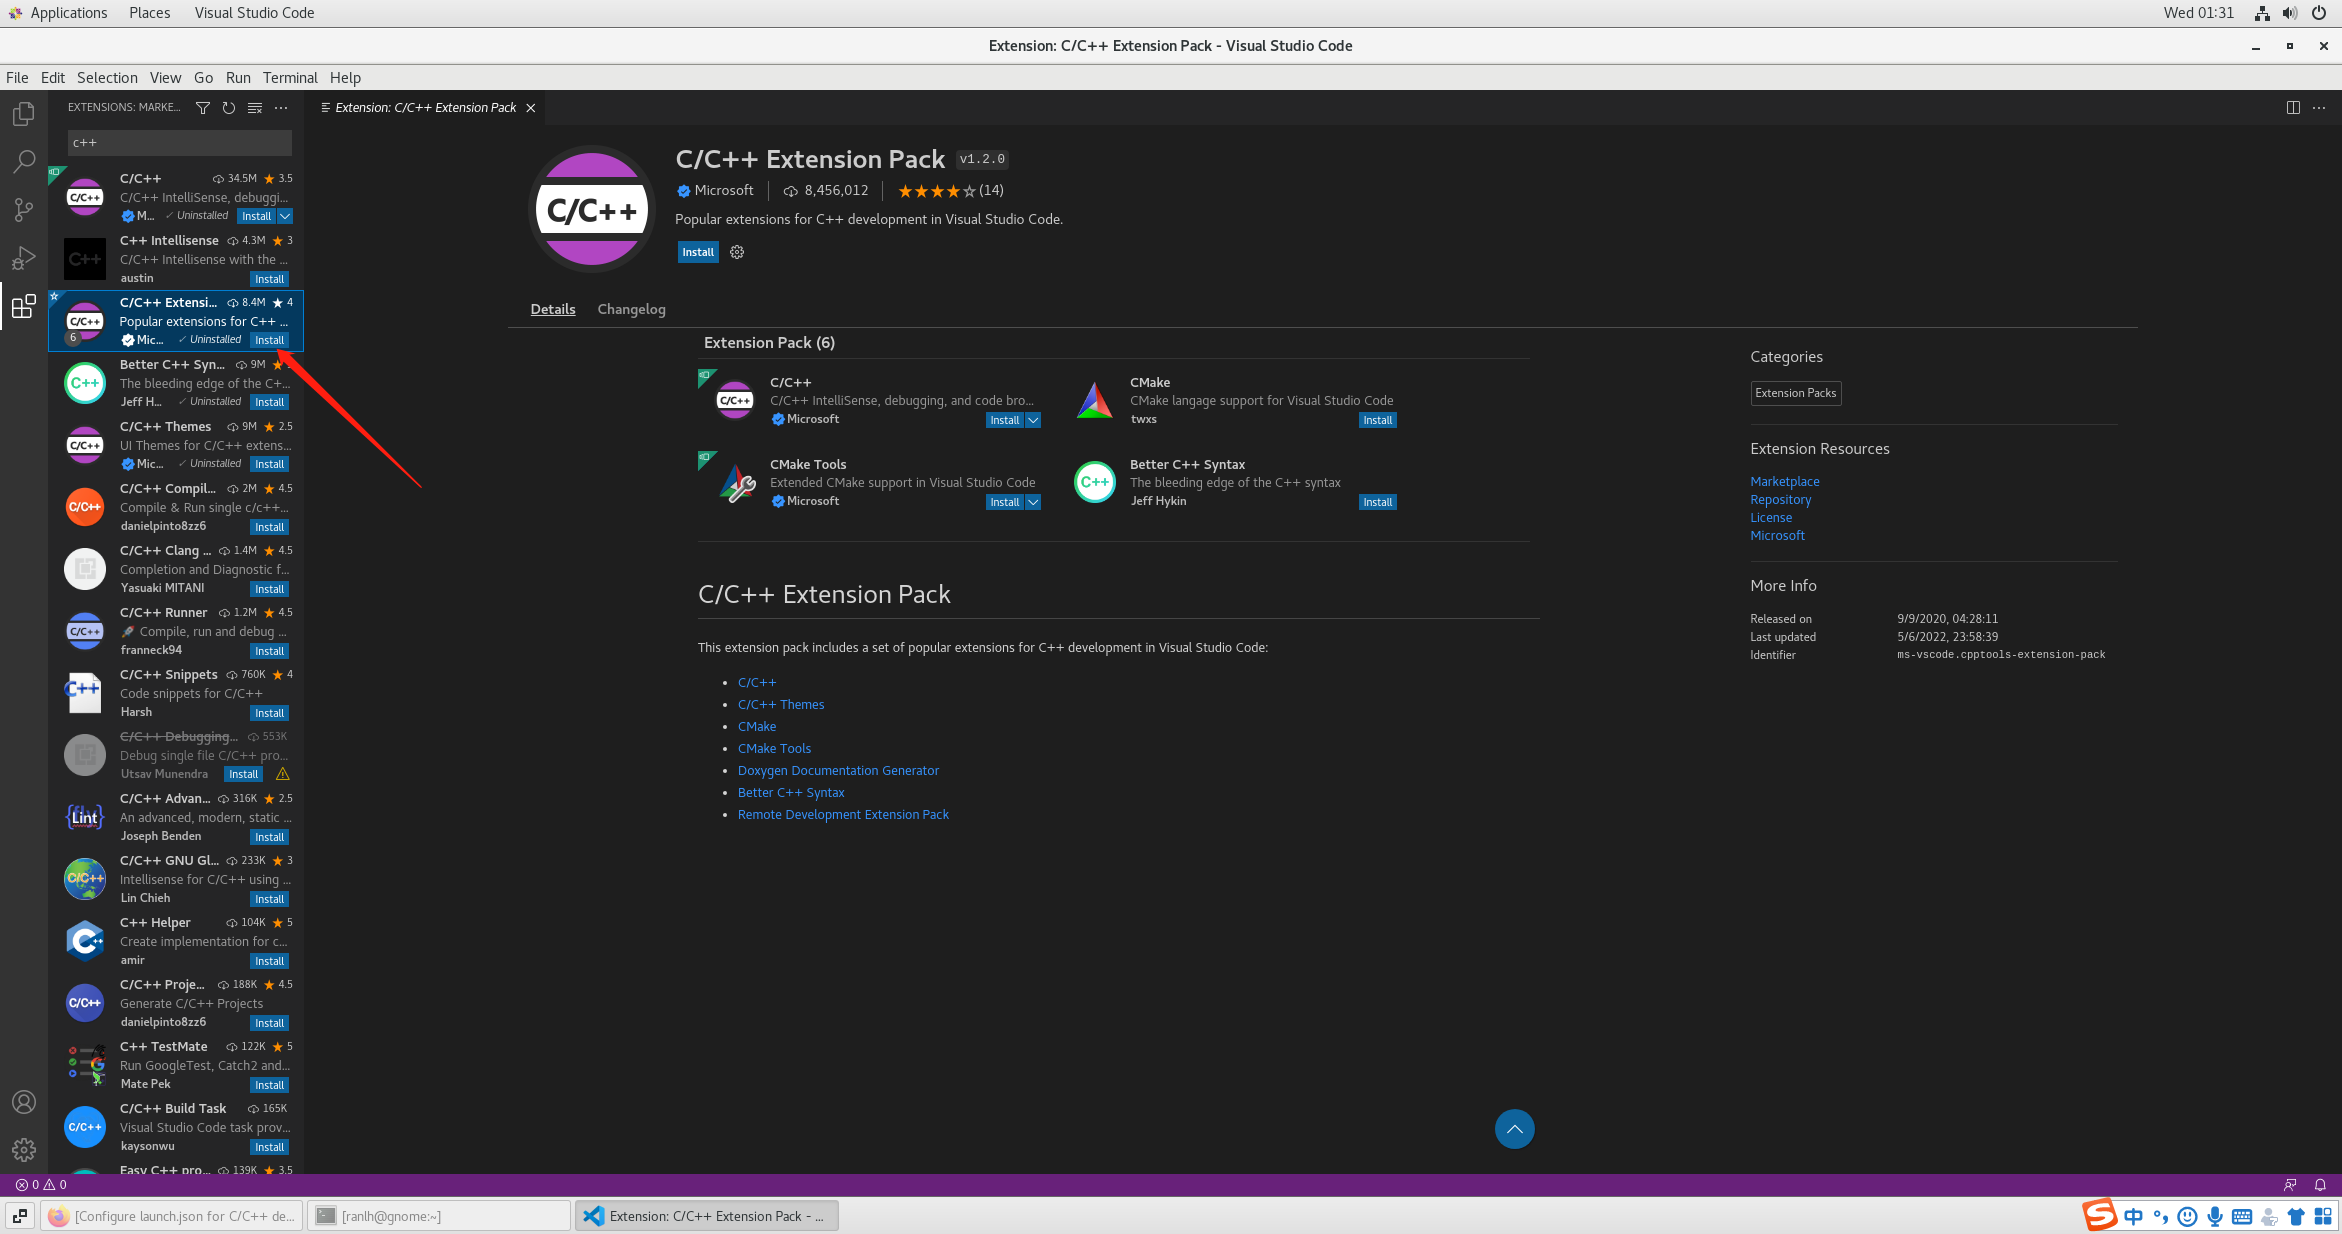 Applications Places Visual Studio Code Wed 01:31
Extension: C/C++ Extension Pack - Visual Studio Code
File Edit Selection View Go Run Terminal Help
EXTENSIONS: MARKE...
c++
C/C++ 34.5M 3.5
C/C++ IntelliSense, debuggi...
M... ✓ Uninstalled Install
C++ Intellisense 4.3M 3
C/C++ Intellisense with the ...
austin Install
C/C++ Extensi... 8.4M 4
Popular extensions for C++ ...
6 Mic... ✓ Uninstalled Install
Better C++ Syn... 9M
The bleeding edge of the C+...
Jeff H... ✓ Uninstalled Install
C/C++ Themes 9M 2.5
UI Themes for C/C++ extens...
Mic... ✓ Uninstalled Install
C/C++ Compil... 2M 4.5
Compile & Run single c/c++...
danielpinto8zz6 Install
C/C++ Clang ... 1.4M 4.5
Completion and Diagnostic f...
Yasuaki MITANI Install
C/C++ Runner 1.2M 4.5
🚀 Compile, run and debug ...
franneck94 Install
C/C++ Snippets 760K 4
Code snippets for C/C++
Harsh Install
C/C++ Debugging... 553K
Debug single file C/C++ pro...
Utsav Munendra Install
C/C++ Advan... 316K 2.5
An advanced, modern, static ...
Joseph Benden Install
C/C++ GNU Gl... 233K 3
Intellisense for C/C++ using ...
Lin Chieh Install
C++ Helper 104K 5
Create implementation for c...
amir Install
C/C++ Proje... 188K 4.5
Generate C/C++ Projects
danielpinto8zz6 Install
C++ TestMate 122K 5
Run GoogleTest, Catch2 and...
Mate Pek Install
C/C++ Build Task 165K
Visual Studio Code task prov...
kaysonwu Install
Easy C++ pro... 139K 3.5
Extension: C/C++ Extension Pack
C/C++
C/C++ Extension Pack v1.2.0
Microsoft 8,456,012 (14)
Popular extensions for C++ development in Visual Studio Code.
Install
Details Changelog
Extension Pack (6)
C/C++
C/C++ IntelliSense, debugging, and code bro...
Microsoft Install
CMake
CMake langage support for Visual Studio Code
twxs Install
CMake Tools
Extended CMake support in Visual Studio Code
Microsoft Install
Better C++ Syntax
The bleeding edge of the C++ syntax
Jeff Hykin Install
C/C++ Extension Pack
This extension pack includes a set of popular extensions for C++ development in Visual Studio Code:
• C/C++
• C/C++ Themes
• CMake
• CMake Tools
• Doxygen Documentation Generator
• Better C++ Syntax
• Remote Development Extension Pack
Categories
Extension Packs
Extension Resources
Marketplace
Repository
License
Microsoft
More Info
Released on 9/9/2020, 04:28:11
Last updated 5/6/2022, 23:58:39
Identifier ms-vscode.cpptools-extension-pack
0 0
[Configure launch.json for C/C++ de... [ranlh@gnome:~] Extension: C/C++ Extension Pack - ...
中